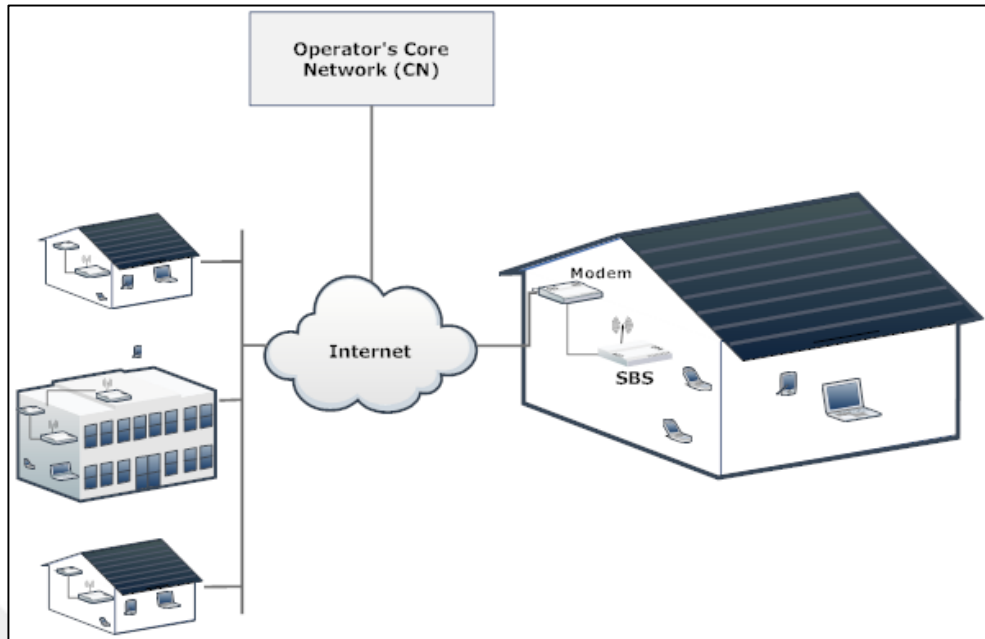 Operator's Core
Network (CN)
Modem
Internet
SBS